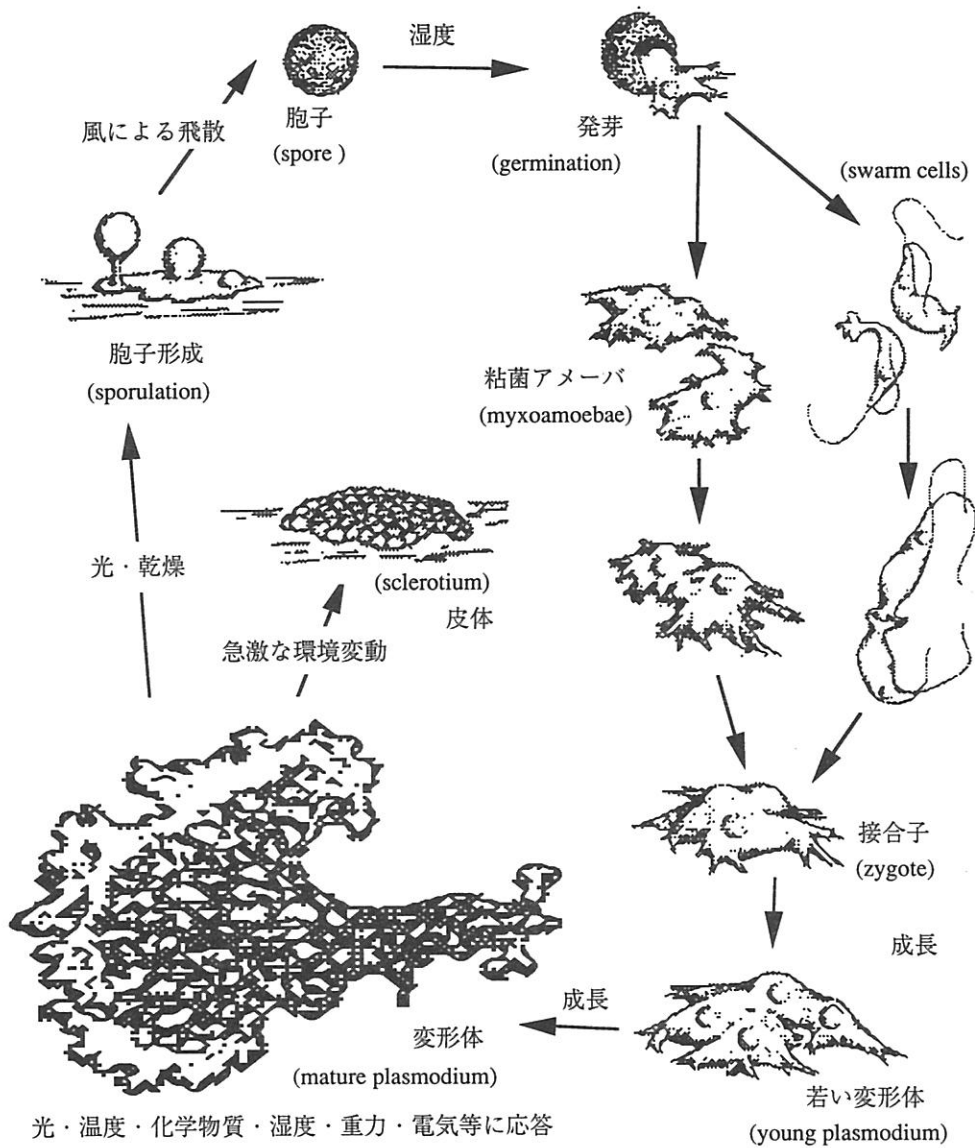 湿度
胞子
(spore )
発芽
(germination)
風による飛散
(swarm cells)
胞子形成
(sporulation)
粘菌アメーバ
(myxoamoebae)
光・乾燥
(sclerotium)
皮体
急激な環境変動
接合子
(zygote)
成長
成長
変形体
(mature plasmodium)
若い変形体
(young plasmodium)
光・温度・化学物質・湿度・重力・電気等に応答